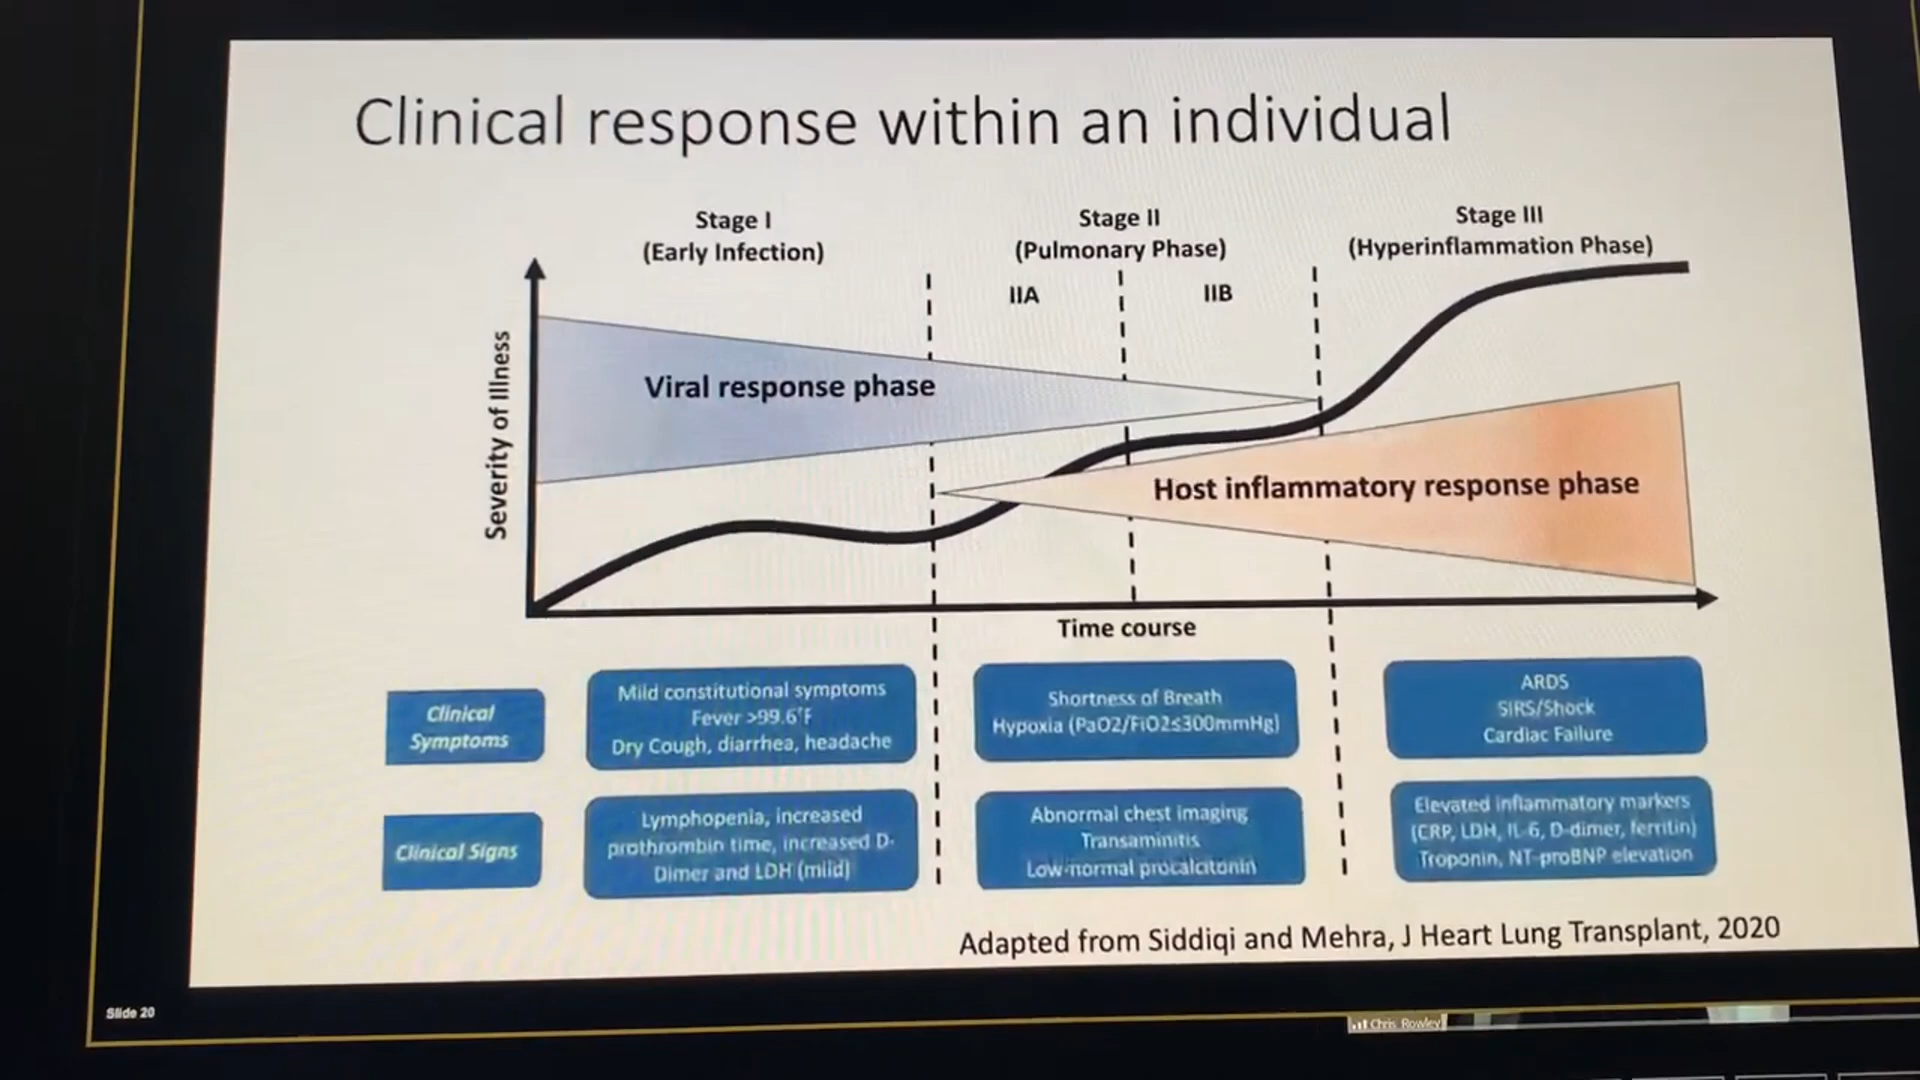 Clinical response within an individual
Stage I
(Early Infection)
Stage II
(Pulmonary Phase)
Stage III
(Hyperinflammation Phase)
IIA
IIB
Severity of Illness
Viral response phase
Host inflammatory response phase
Time course
Clinical
Symptoms
Mild constitutional symptoms
Fever >99.6°F
Dry Cough, diarrhea, headache
Shortness of Breath
Hypoxia (PaO2/FiO2≤300mmHg)
ARDS
SIRS/Shock
Cardiac Failure
Clinical Signs
Lymphopenia, increased
prothrombin time, increased D-
Dimer and LDH (mild)
Abnormal chest imaging
Transaminitis
Low-normal procalcitonin
Elevated inflammatory markers
(CRP, LDH, IL-6, D-dimer, ferritin)
Troponin, NT-proBNP elevation
Adapted from Siddiqi and Mehra, J Heart Lung Transplant, 2020
Slide 20
Chris Rowley